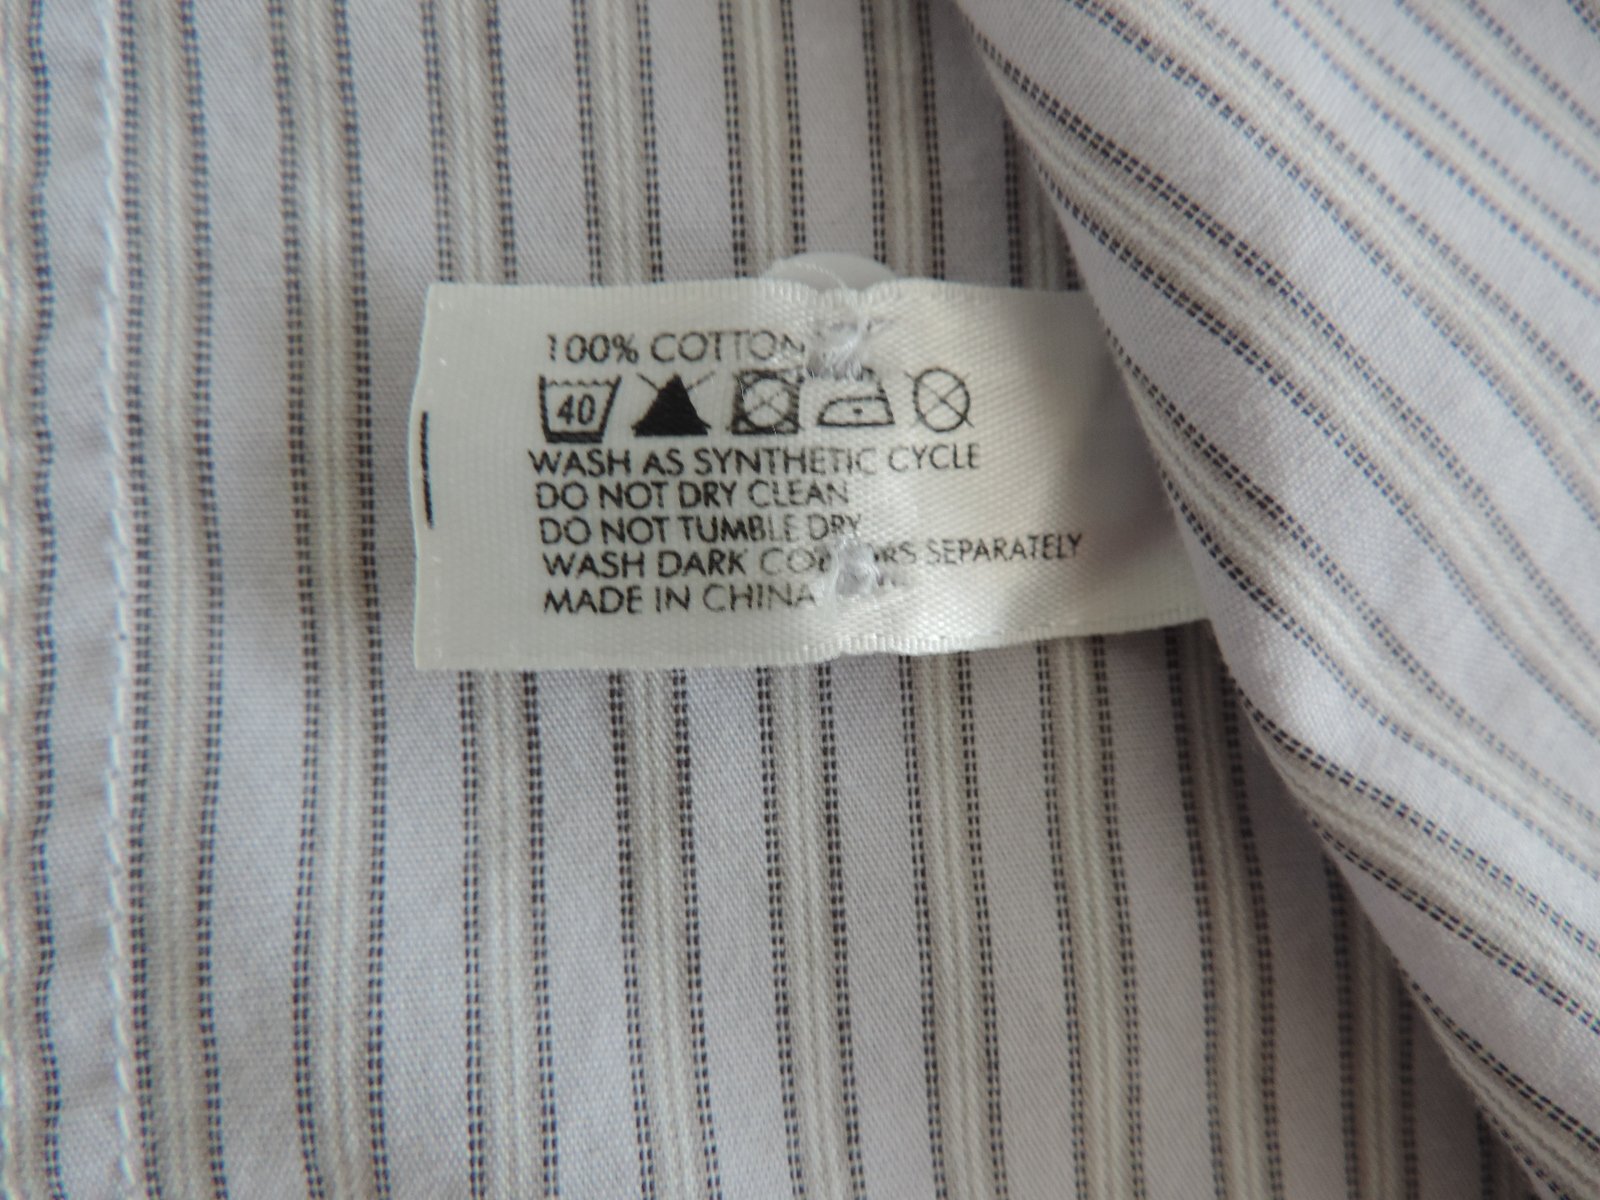 100% COTTON
40
WASH AS SYNTHETIC CYCLE
DO NOT DRY CLEAN
DO NOT TUMBLE DRY
WASH DARK COLOURS SEPARATELY
MADE IN CHINA